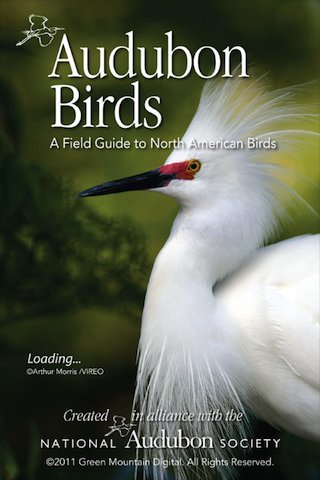 Audubon
Birds
A Field Guide to North American Birds
Loading...
©Arthur Morris /VIREO
Created in alliance with the
NATIONAL Audubon SOCIETY
©2011 Green Mountain Digital. All Rights Reserved.